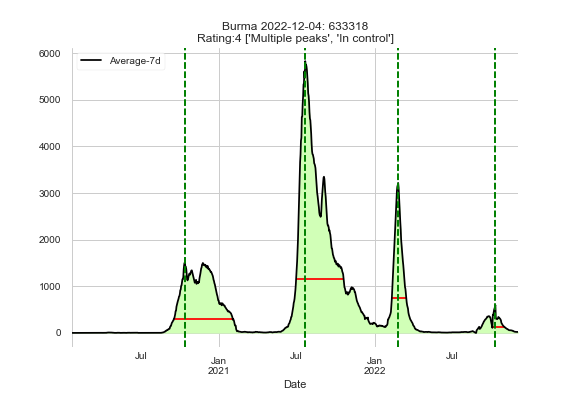 Burma 2022-12-04: 633318
Rating:4 ['Multiple peaks', 'In control']
6000
Average-7d
5000
4000
3000
2000
1000
0
Jul
Jan
2021
Jul
Jan
2022
Jul
Date